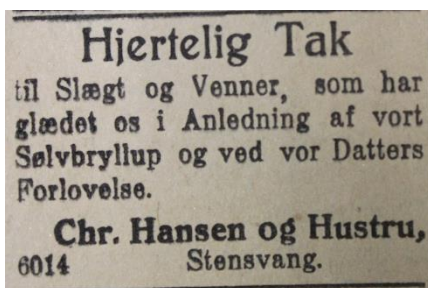 Hjertelig Tak
til Slægt og Venner, som har
glædet os i Anledning af vort
Sølvbryllup og ved vor Datters
Forlovelse.
Chr. Hansen og Hustru,
6014 Stensvang.